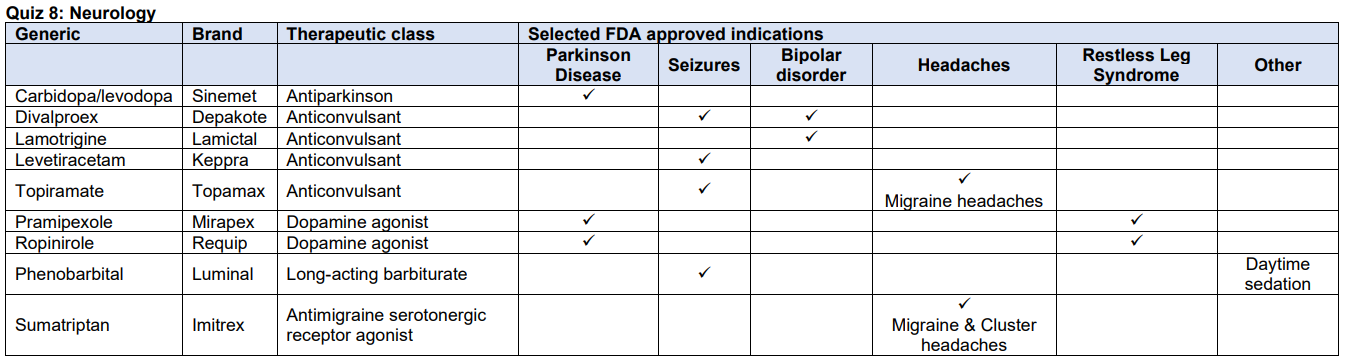 Quiz 8: Neurology
Generic Brand Therapeutic class Selected FDA approved indications
Parkinson Disease Seizures Bipolar disorder Headaches Restless Leg Syndrome Other
Carbidopa/levodopa Sinemet Antiparkinson ✓
Divalproex Depakote Anticonvulsant ✓ ✓
Lamotrigine Lamictal Anticonvulsant ✓
Levetiracetam Keppra Anticonvulsant ✓
Topiramate Topamax Anticonvulsant ✓ ✓ Migraine headaches
Pramipexole Mirapex Dopamine agonist ✓ ✓
Ropinirole Requip Dopamine agonist ✓ ✓
Phenobarbital Luminal Long-acting barbiturate ✓ Daytime sedation
Sumatriptan Imitrex Antimigraine serotonergic receptor agonist ✓ Migraine & Cluster headaches